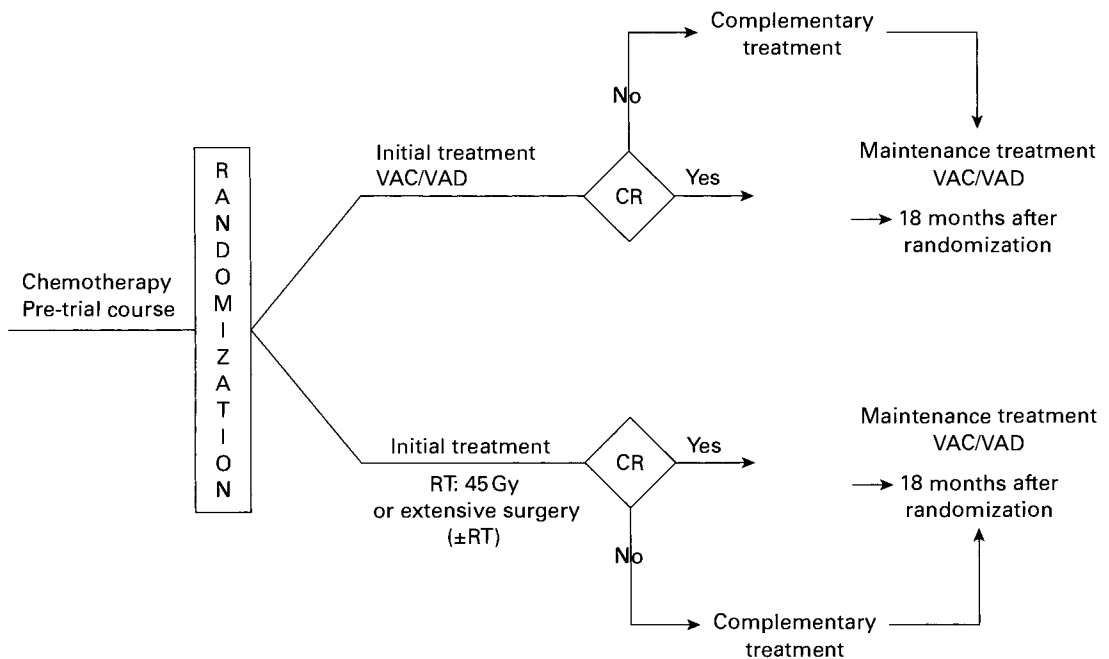 Chemotherapy
Pre-trial course
RANDOMIZATION
Initial treatment
VAC/VAD
CR
No
Yes
Complementary
treatment
Maintenance treatment
VAC/VAD
18 months after
randomization
Initial treatment
RT: 45 Gy
or extensive surgery
(±RT)
CR
Yes
No
Complementary
treatment
Maintenance treatment
VAC/VAD
18 months after
randomization